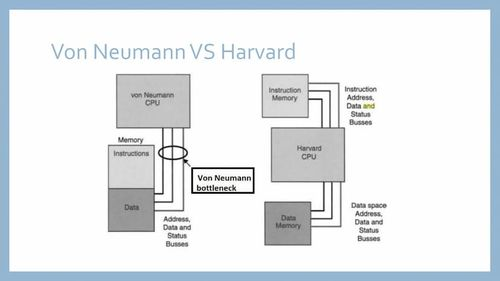 Von Neumann VS Harvard
von Neumann
CPU
Memory
Instructions
Data
Von Neumann
bottleneck
Address,
Data and
Status
Busses
Instruction
Memory
Instruction
Address,
Data and
Status
Busses
Harvard
CPU
Data
Memory
Data space
Address,
Data and
Status
Busses